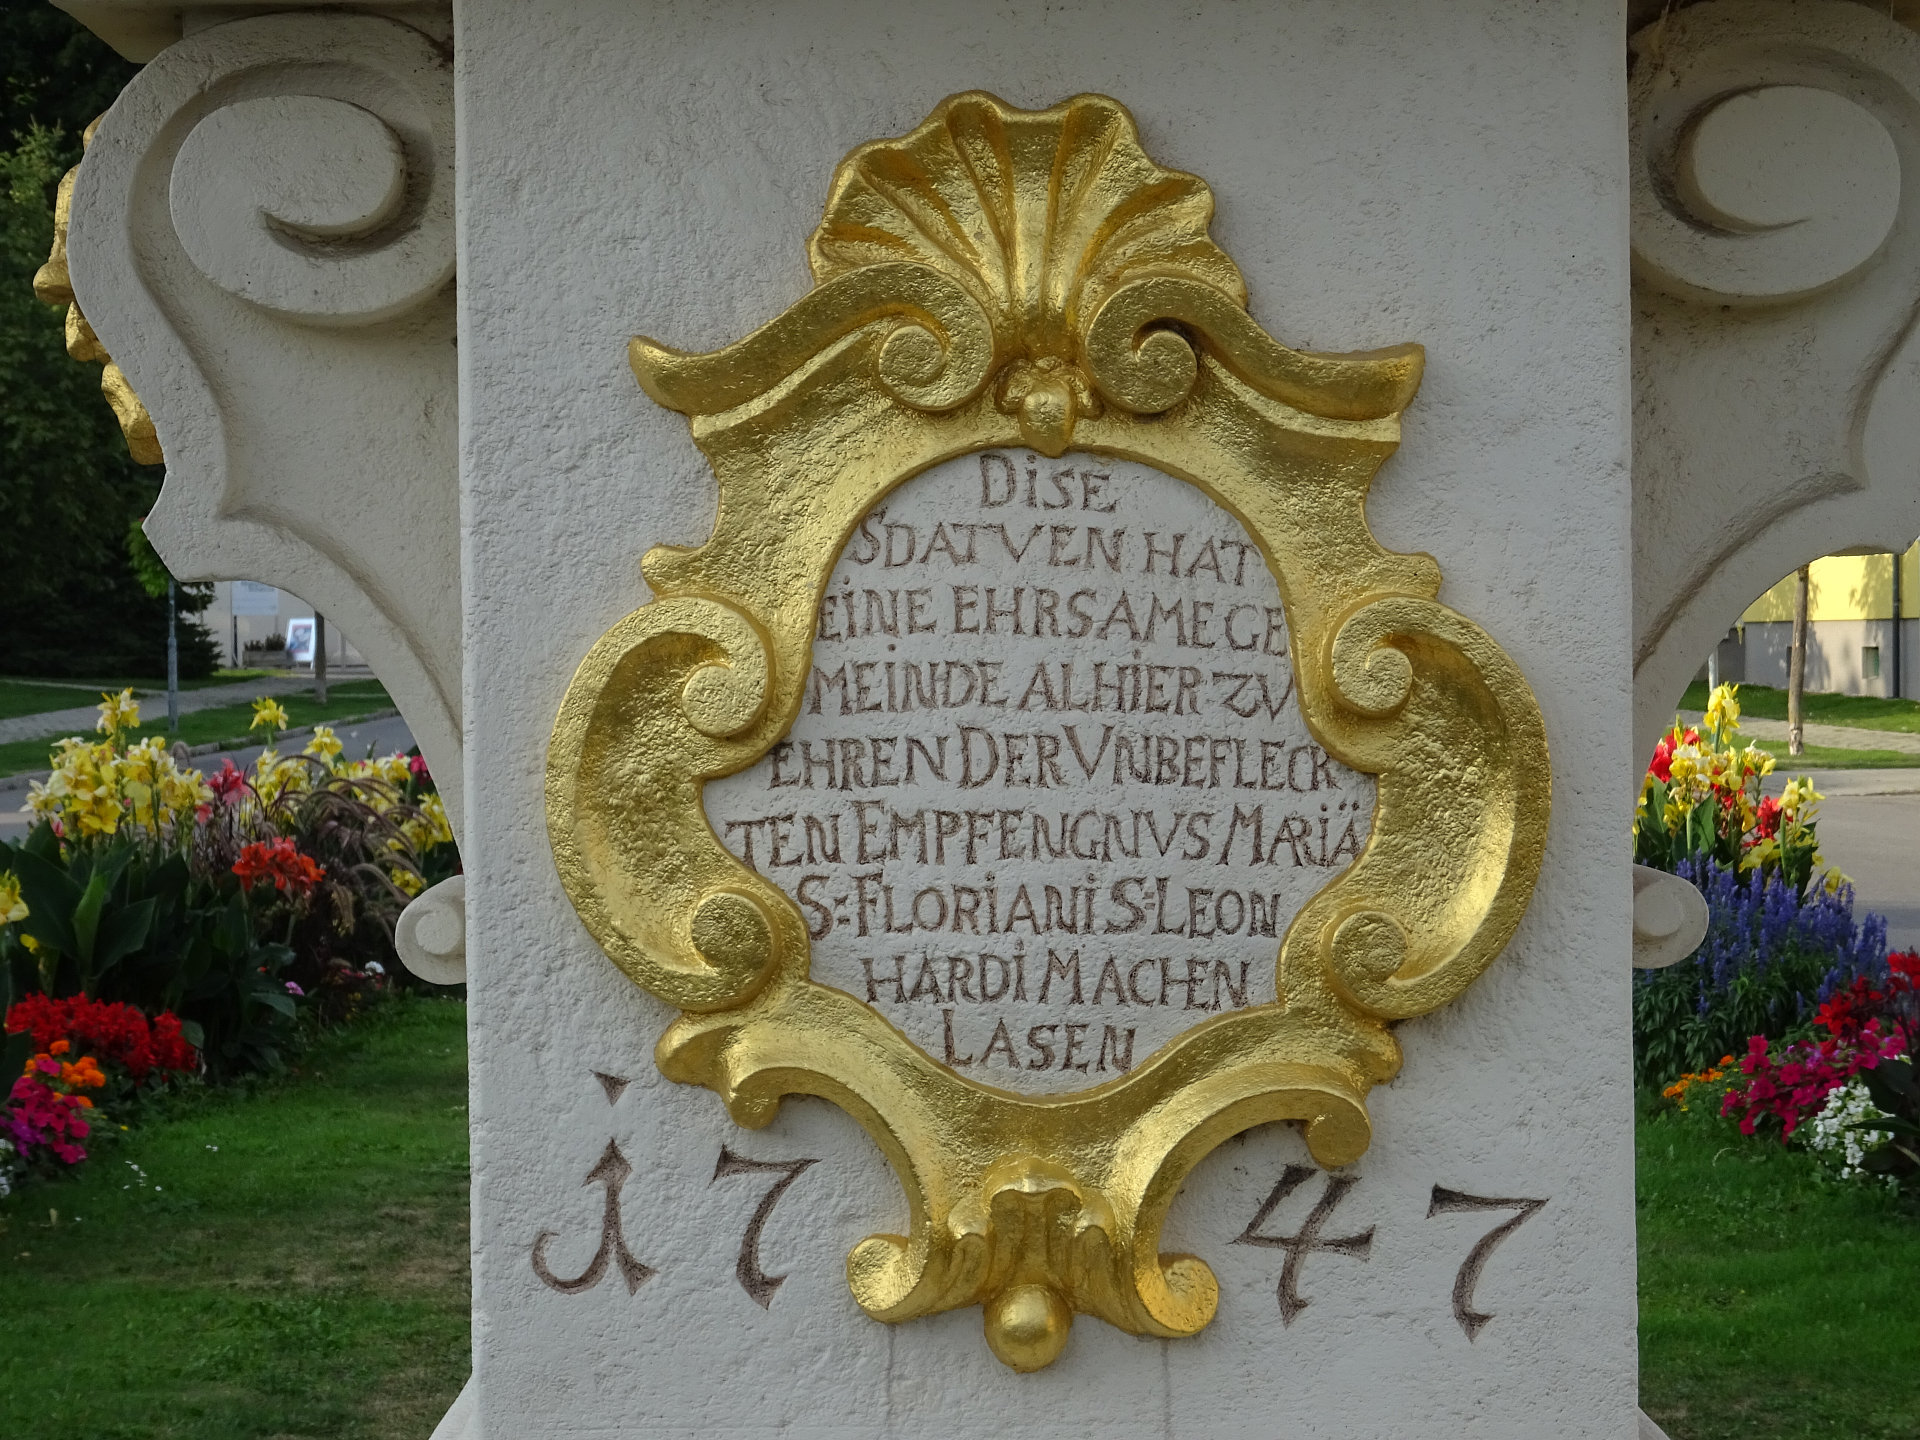 DiSE
SDATVEN HAT
EiNE EHRSAME GE
MEiNDE ALHiER ZV
EHREN DER VNBEFLECK
TEN EMPFENGNVS MARiÄ
S: FLORiANi S: LEON
HARDi MACHEN
LASEN
i7 47